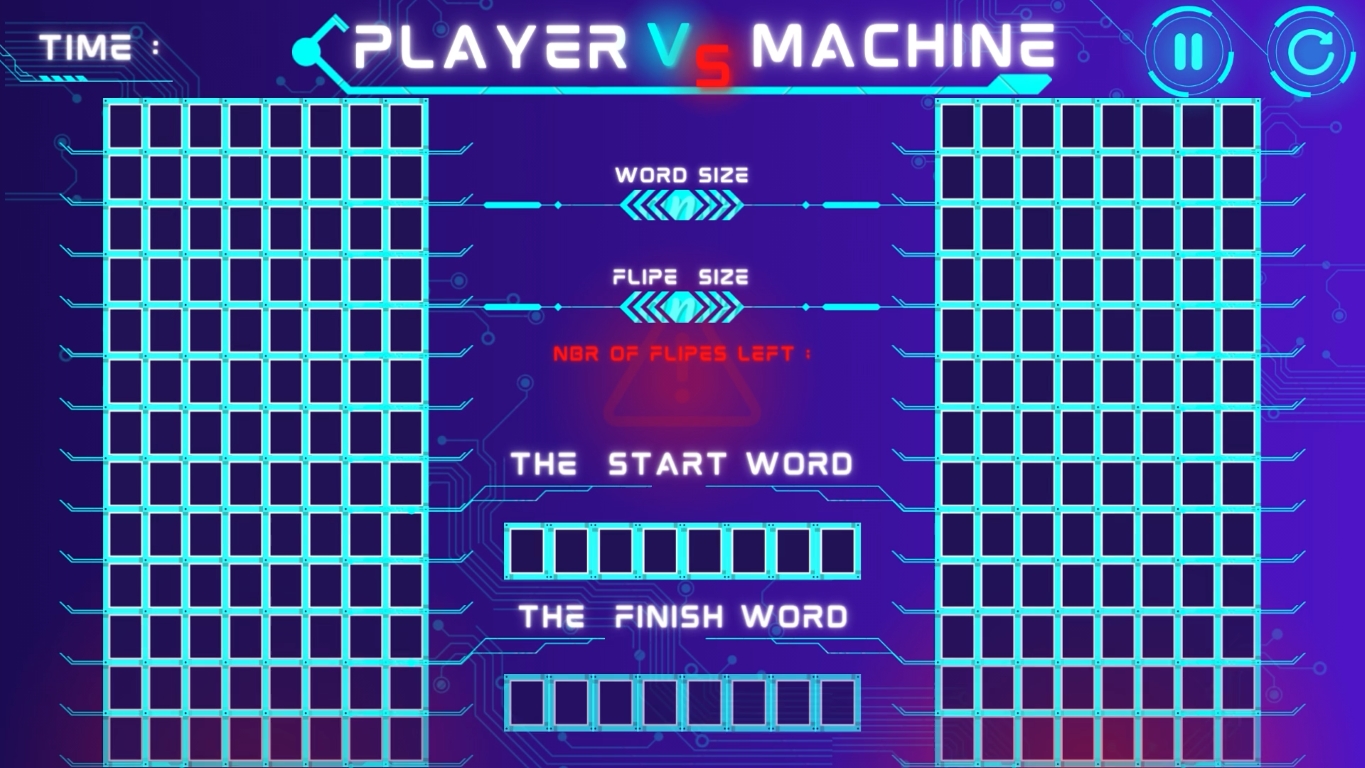 TIME :
PLAYER VS MACHINE
WORD SIZE
n
FLIPE SIZE
n
NBR OF FLIPES LEFT :
THE START WORD
THE FINISH WORD